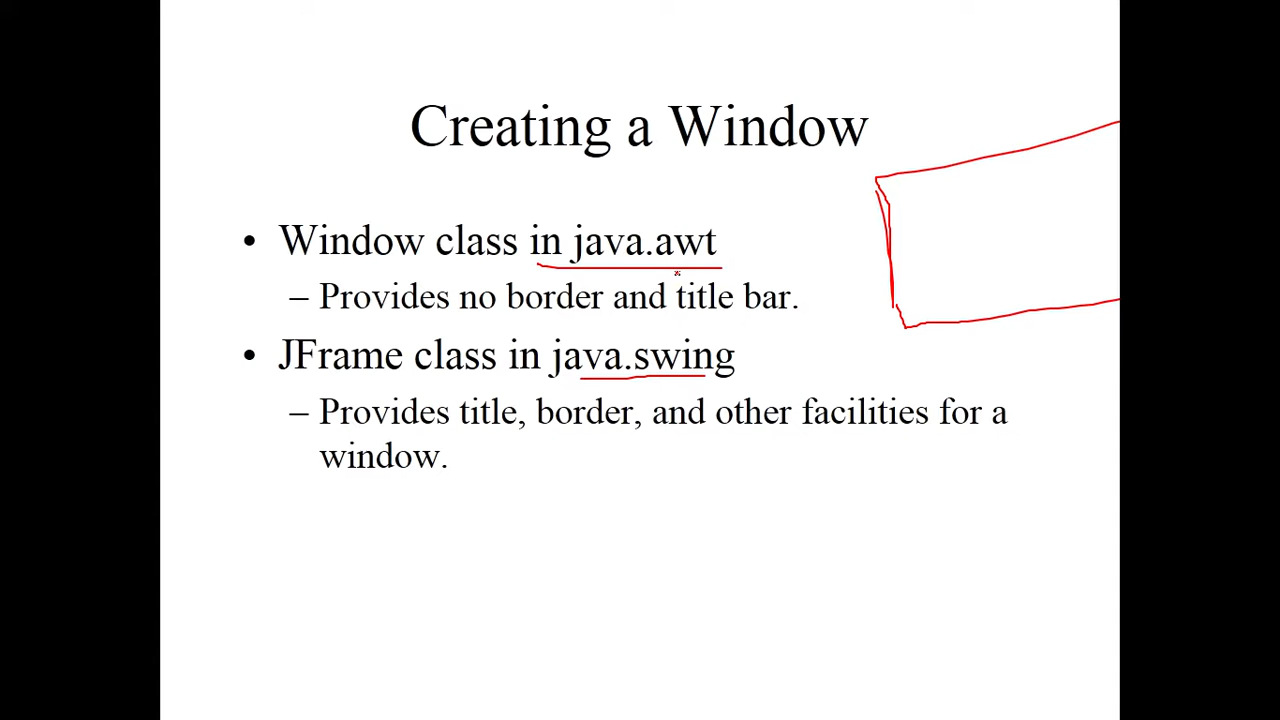 Creating a Window
• Window class in java.awt
– Provides no border and title bar.
• JFrame class in java.swing
– Provides title, border, and other facilities for a
window.